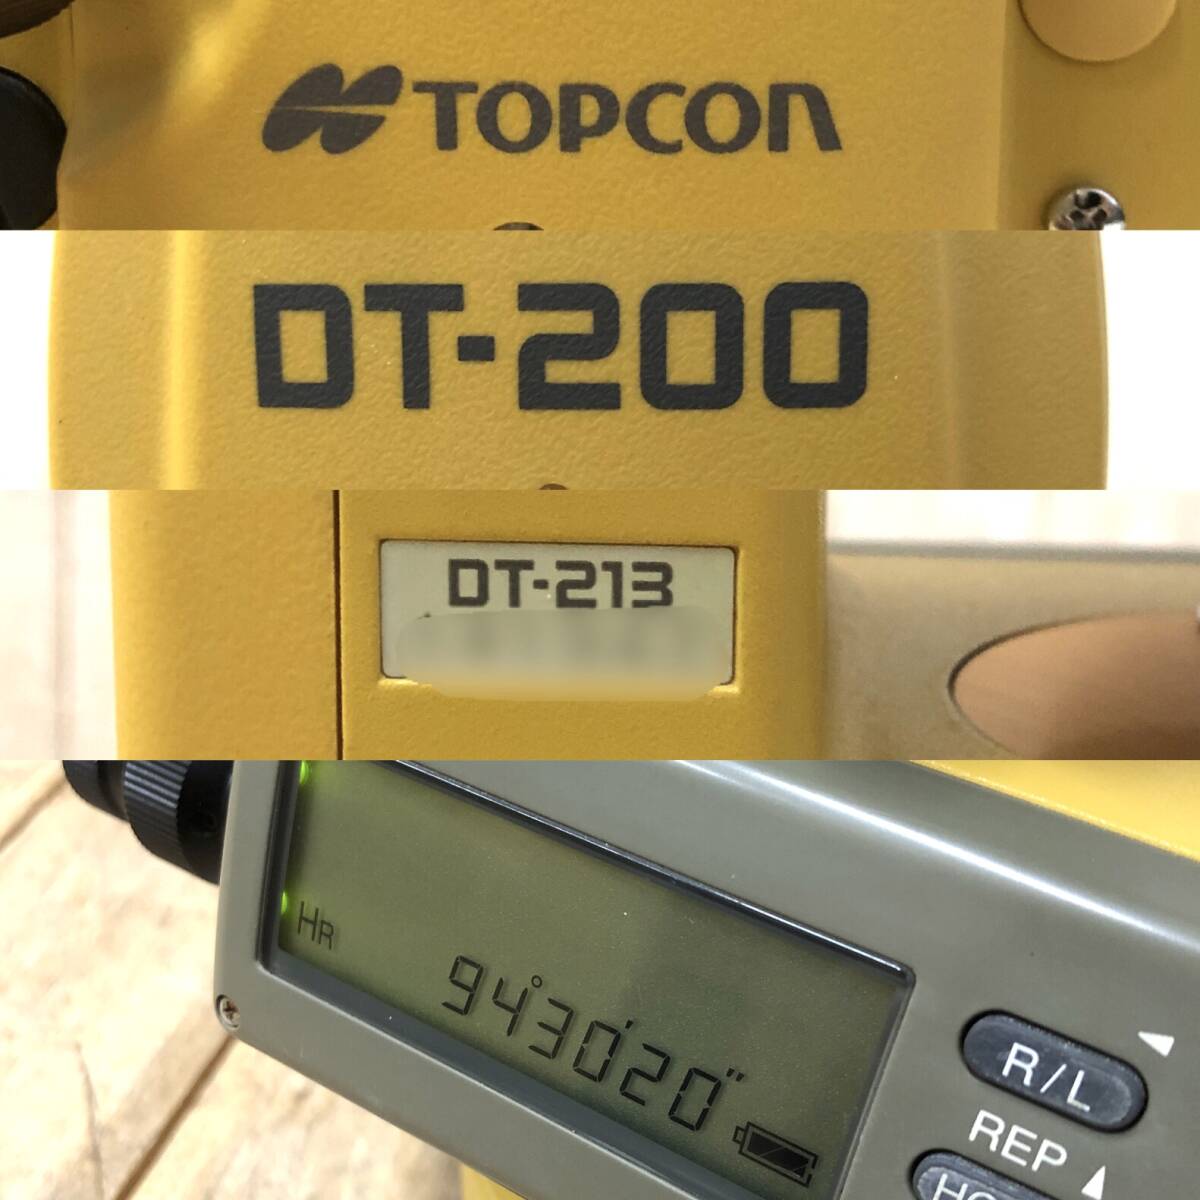 TOPCON
DT-200
DT-213
HR
94°30'20"
R/L
REP